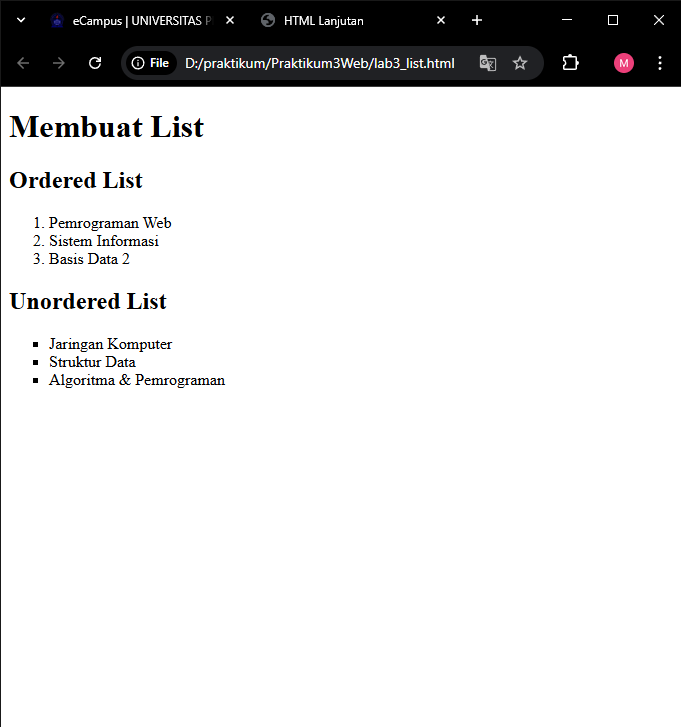 eCampus | UNIVERSITAS
HTML Lanjutan
File
D:/praktikum/Praktikum3Web/lab3_list.html
M
Membuat List
Ordered List
1. Pemrograman Web
2. Sistem Informasi
3. Basis Data 2
Unordered List
▪ Jaringan Komputer
▪ Struktur Data
▪ Algoritma & Pemrograman